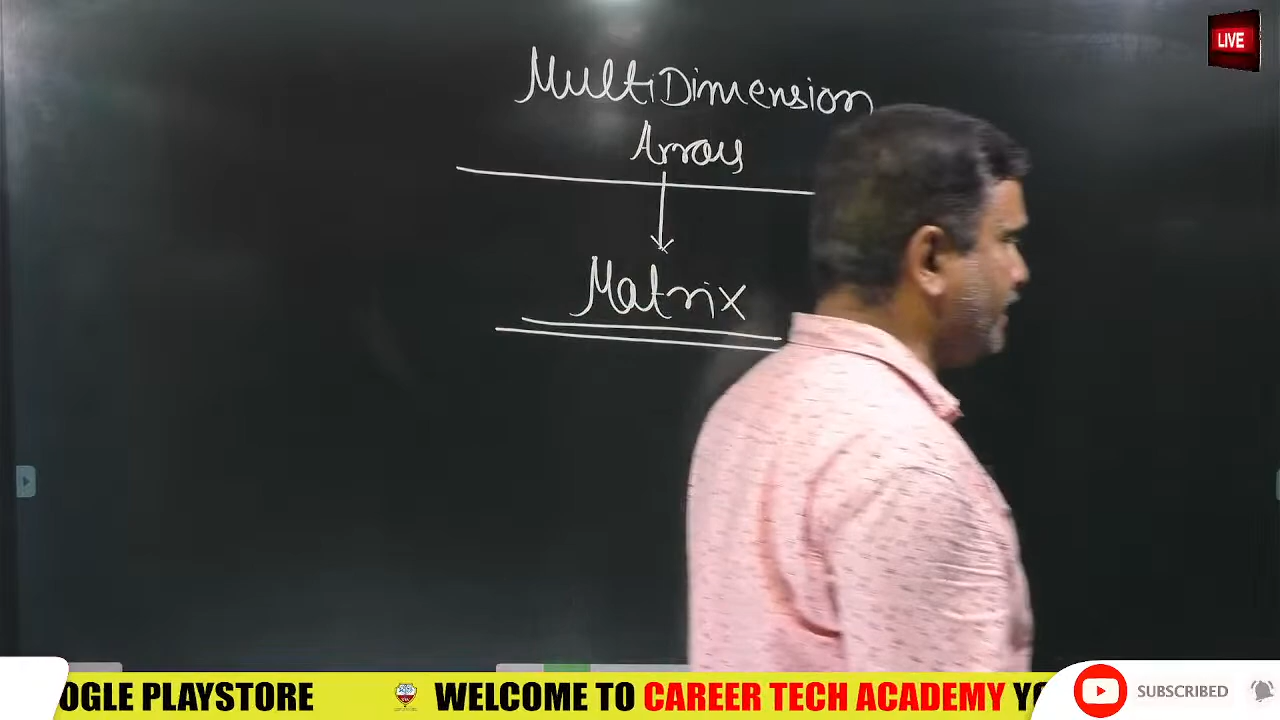 LIVE
MultiDimension
Array
Matrix
OGLE PLAYSTORE WELCOME TO CAREER TECH ACADEMY YO
SUBSCRIBED